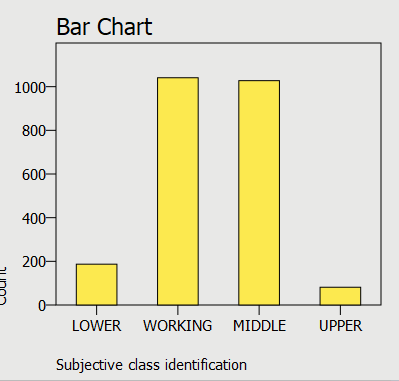 Bar Chart
1000
800
600
400
200
0
Count
LOWER WORKING MIDDLE UPPER
Subjective class identification